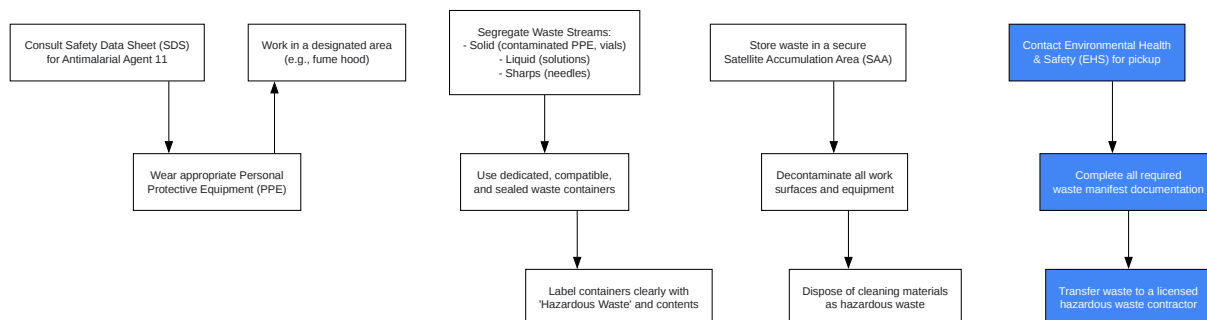 Consult Safety Data Sheet (SDS)
for Antimalarial Agent 11
Wear appropriate Personal
Protective Equipment (PPE)
Work in a designated area
(e.g., fume hood)
Segregate Waste Streams:
- Solid (contaminated PPE, vials)
- Liquid (solutions)
- Sharps (needles)
Use dedicated, compatible,
and sealed waste containers
Label containers clearly with
'Hazardous Waste' and contents
Store waste in a secure
Satellite Accumulation Area (SAA)
Decontaminate all work
surfaces and equipment
Dispose of cleaning materials
as hazardous waste
Contact Environmental Health
& Safety (EHS) for pickup
Complete all required
waste manifest documentation
Transfer waste to a licensed
hazardous waste contractor